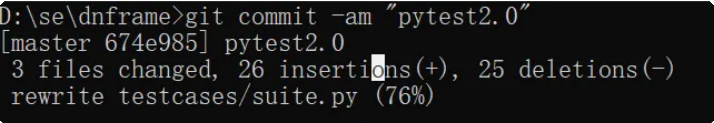 D:\se\dnframe>git commit -am "pytest2.0"
[master 674e985] pytest2.0
 3 files changed, 26 insertions(+), 25 deletions(-)
 rewrite testcases/suite.py (76%)